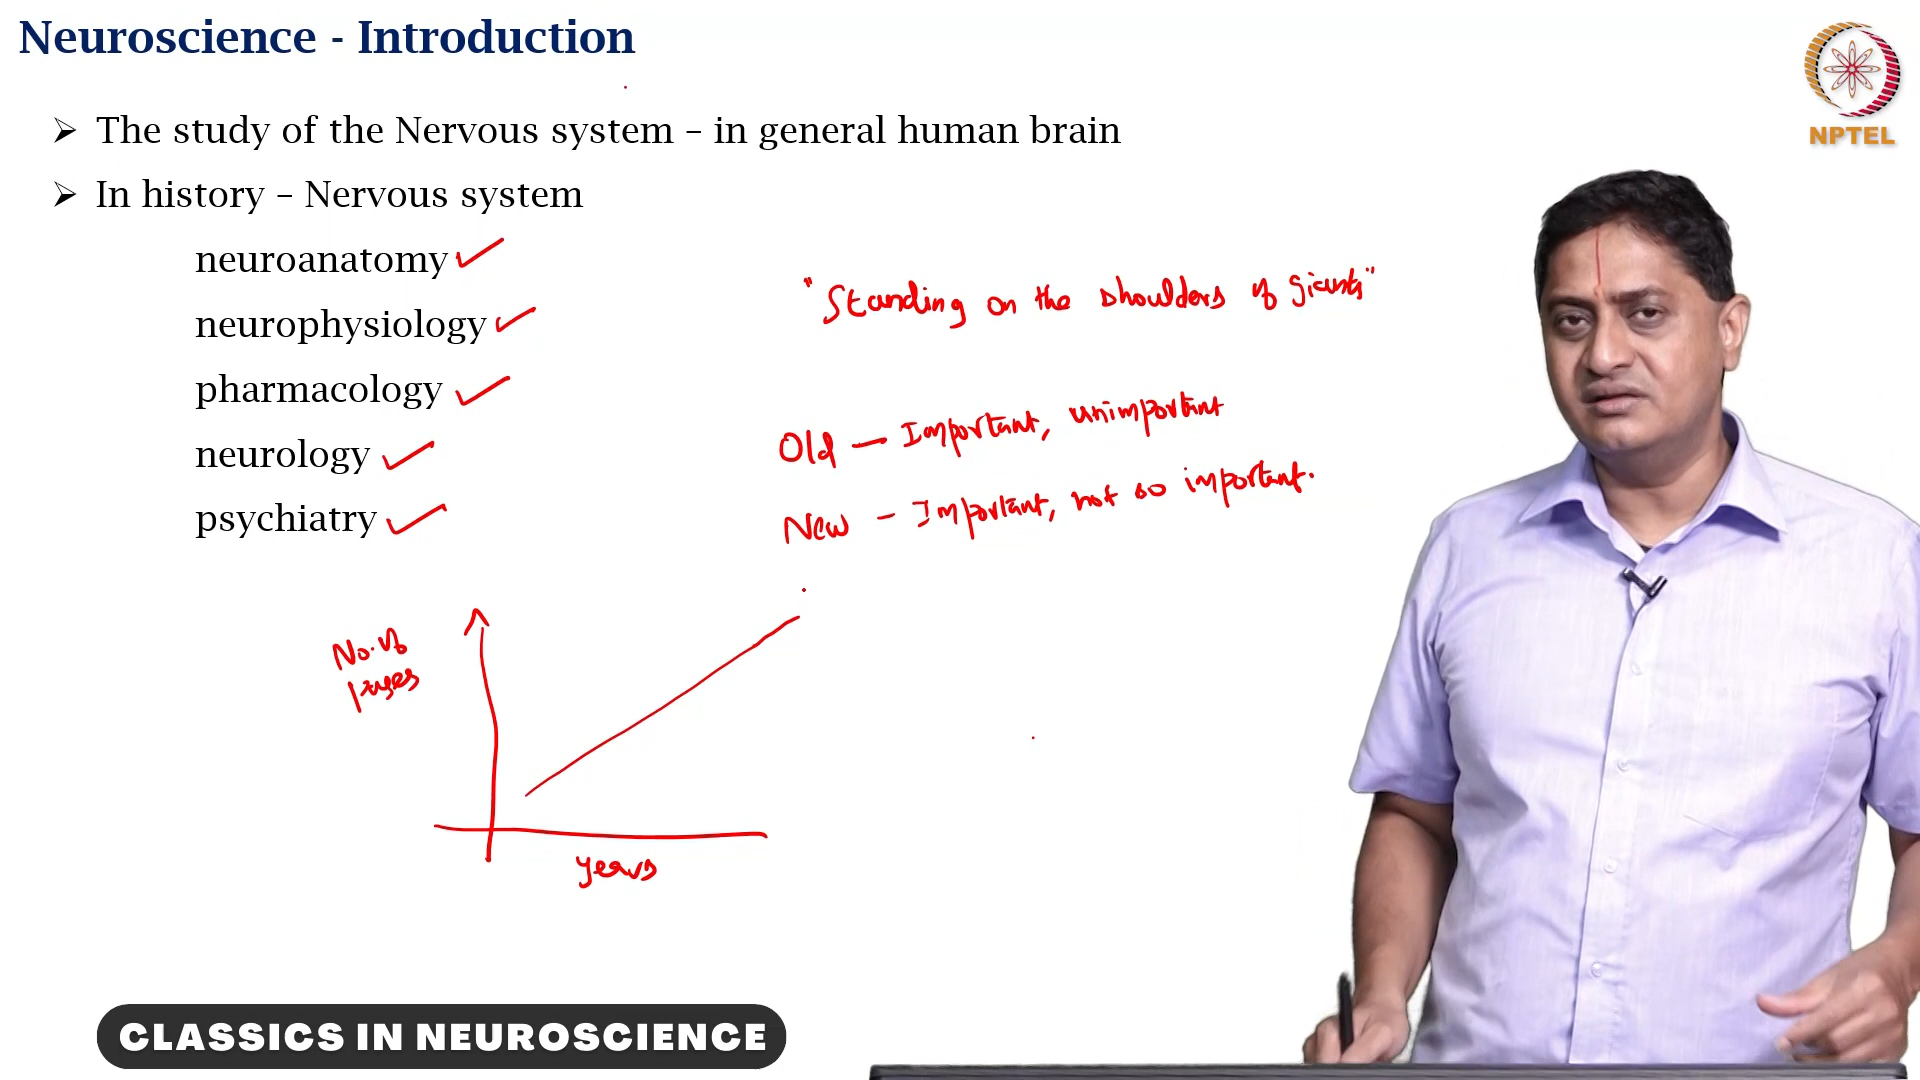 Neuroscience - Introduction
NPTEL
➢ The study of the Nervous system – in general human brain
➢ In history – Nervous system
neuroanatomy
neurophysiology
pharmacology
neurology
psychiatry
"Standing on the shoulders of giants"
Old — Important, unimportant
New – Important, not so important.
No. of
pages
years
CLASSICS IN NEUROSCIENCE